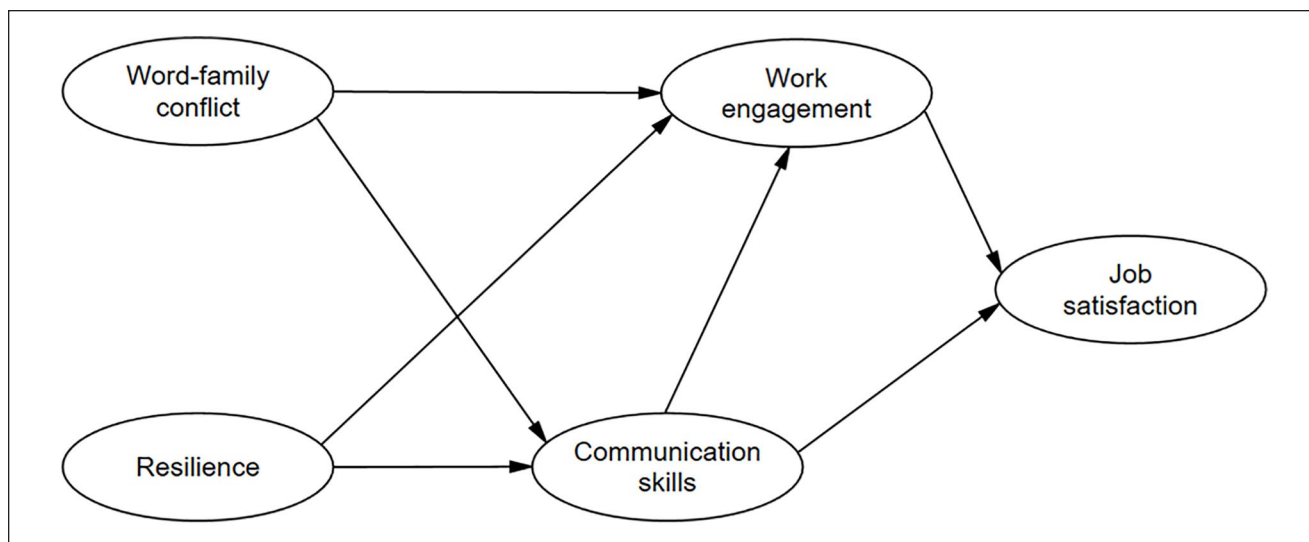 Word-family
conflict
Work
engagement
Job
satisfaction
Resilience
Communication
skills